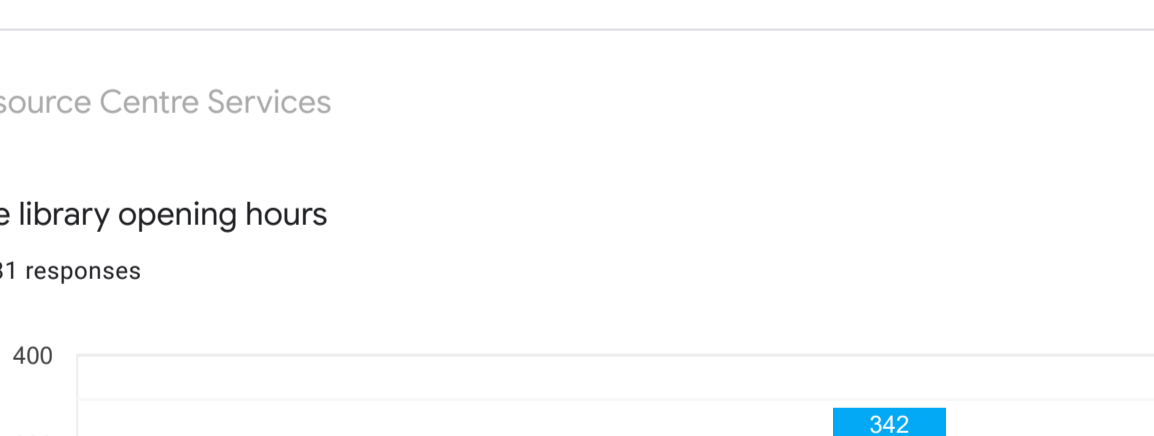 source Centre Services
e library opening hours
31 responses
400
342